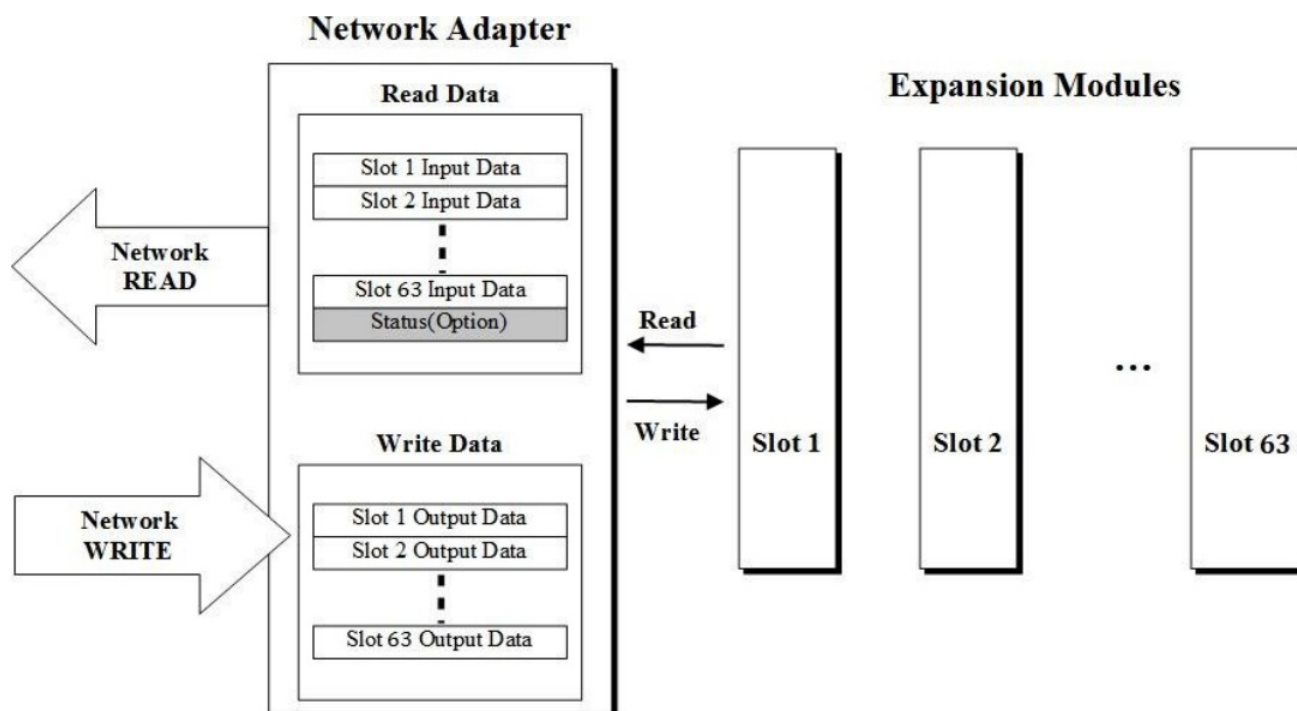 Network Adapter
Read Data
Slot 1 Input Data
Slot 2 Input Data
Slot 63 Input Data
Status(Option)
Network
READ
Write Data
Slot 1 Output Data
Slot 2 Output Data
Slot 63 Output Data
Network
WRITE
Read
Write
Expansion Modules
Slot 1
Slot 2
...
Slot 63